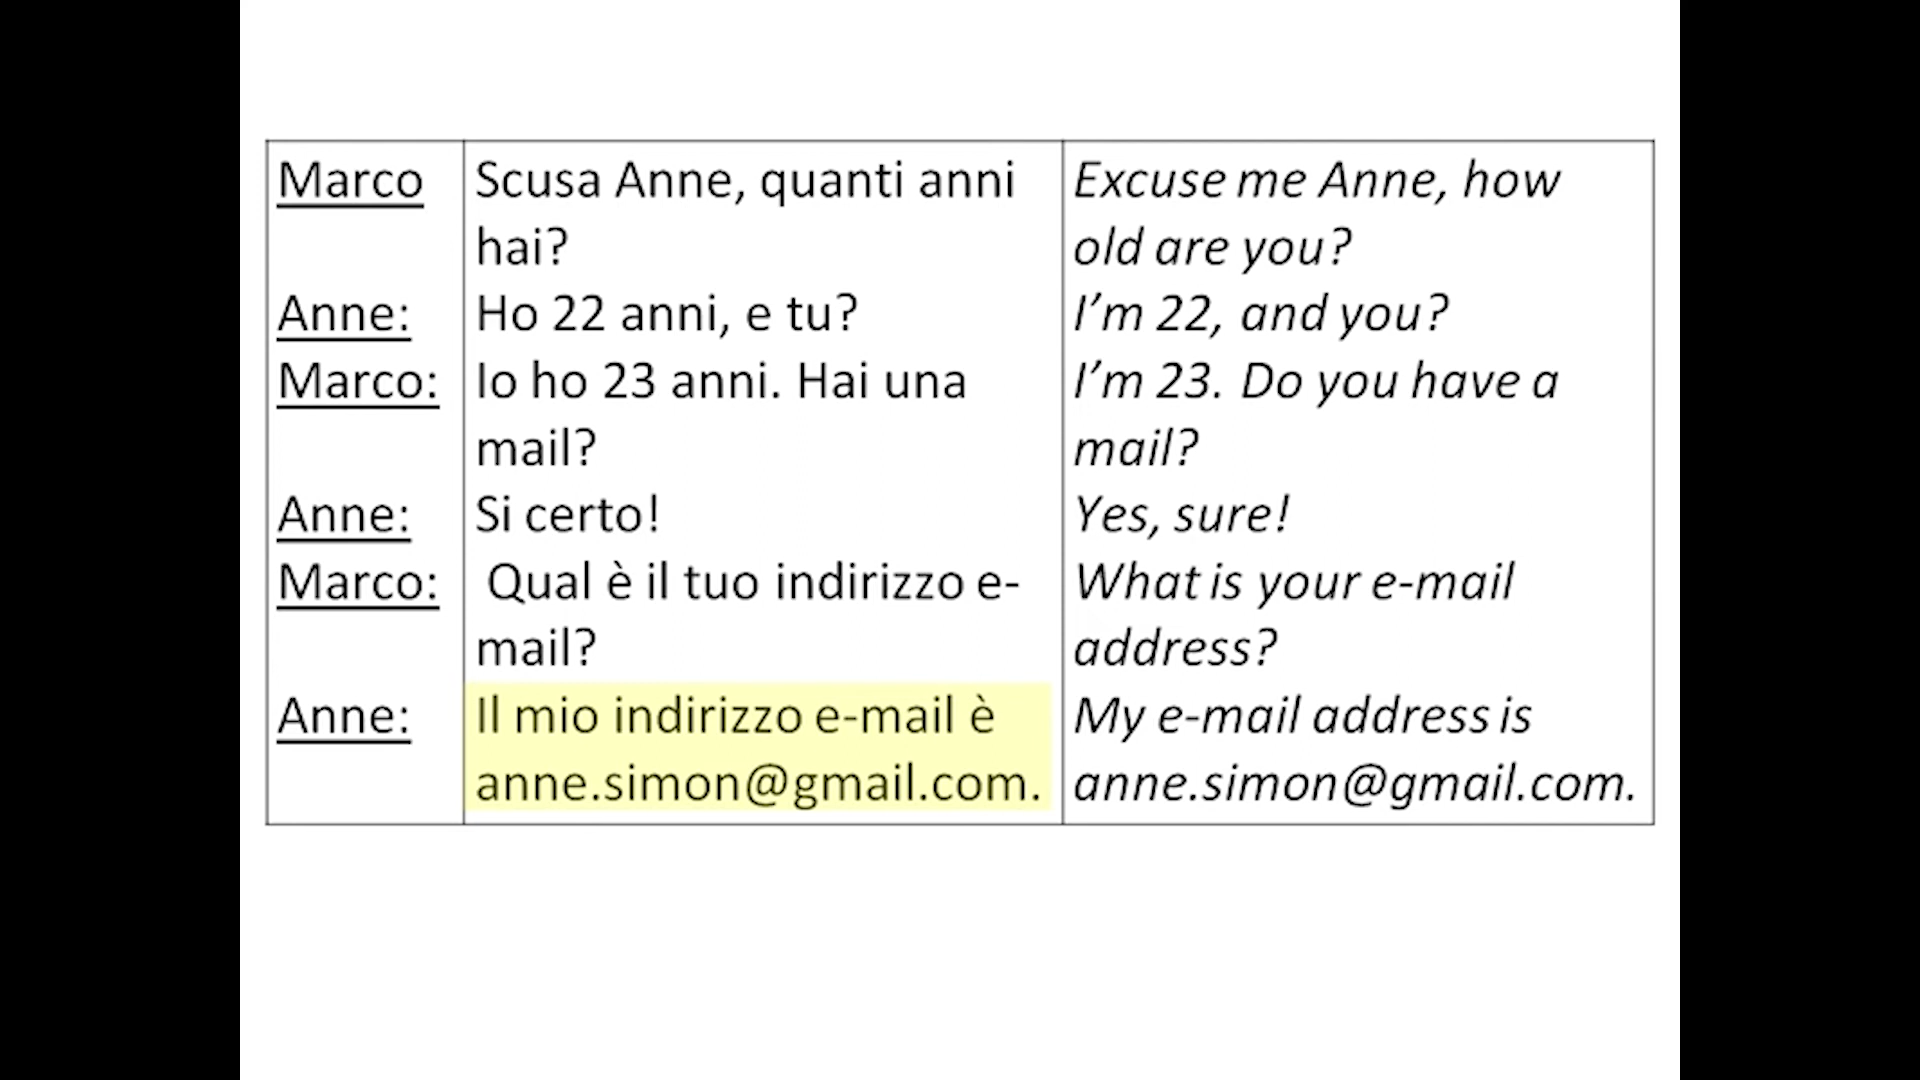 Marco
Scusa Anne, quanti anni
hai?
Excuse me Anne, how
old are you?
Anne:
Ho 22 anni, e tu?
I'm 22, and you?
Marco:
Io ho 23 anni. Hai una
mail?
I'm 23. Do you have a
mail?
Anne:
Si certo!
Yes, sure!
Marco:
Qual è il tuo indirizzo e-
mail?
What is your e-mail
address?
Anne:
Il mio indirizzo e-mail è
anne.simon@gmail.com.
My e-mail address is
anne.simon@gmail.com.